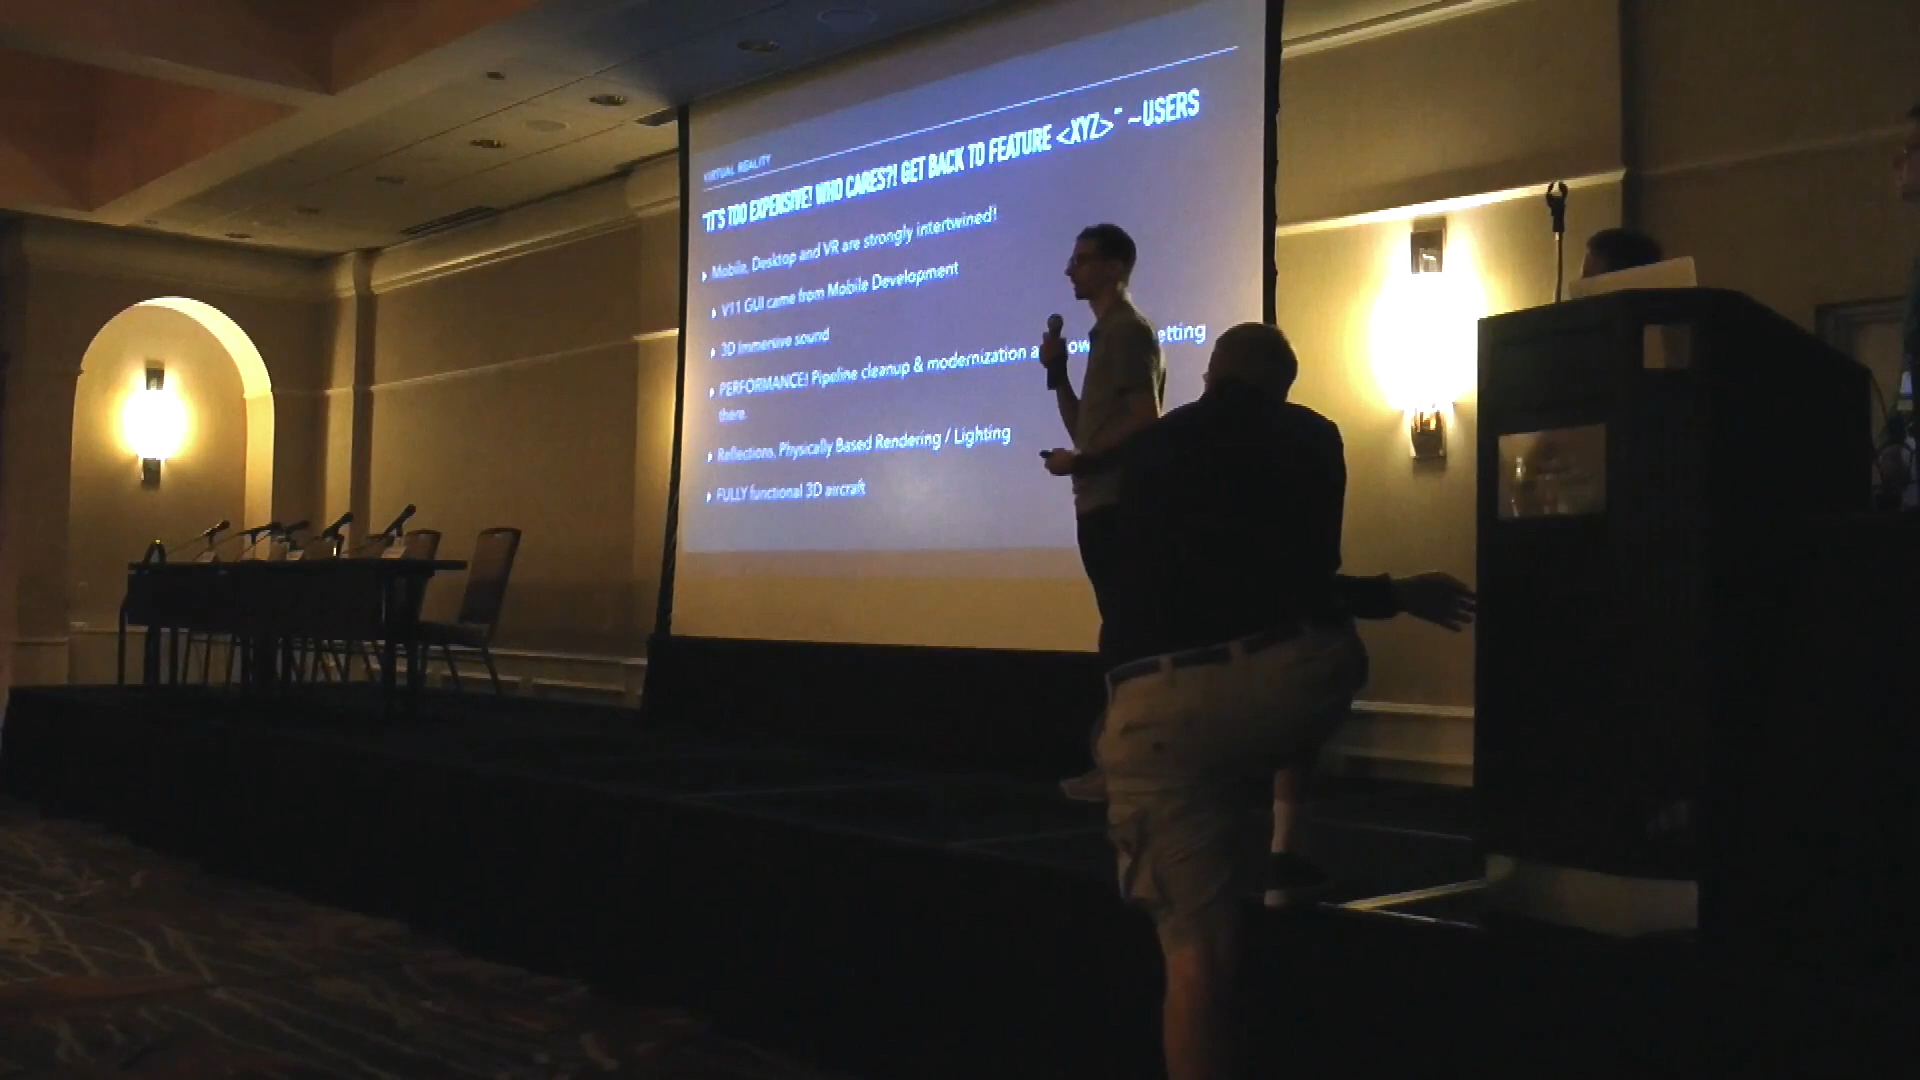 VIRTUAL REALITY
"IT'S TOO EXPENSIVE! WHO CARES?! GET BACK TO FEATURE <XYZ>" ~USERS
Mobile, Desktop and VR are strongly intertwined!
V11 GUI came from Mobile Development
3D Immersive sound
PERFORMANCE! Pipeline cleanup & modernization
there.
Reflections, Physically Based Rendering / Lighting
FULLY functional 3D aircraft